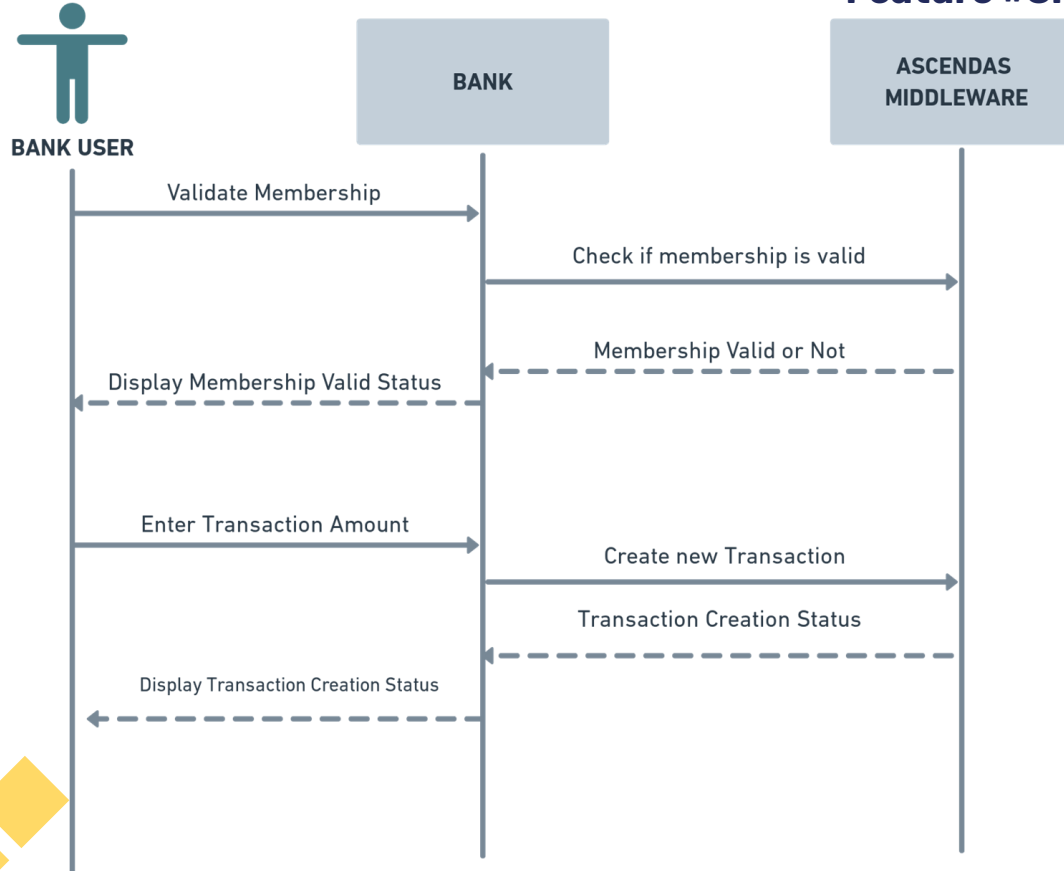 Feature #
BANK USER
BANK
ASCENDAS
MIDDLEWARE
Validate Membership
Check if membership is valid
Membership Valid or Not
Display Membership Valid Status
Enter Transaction Amount
Create new Transaction
Transaction Creation Status
Display Transaction Creation Status